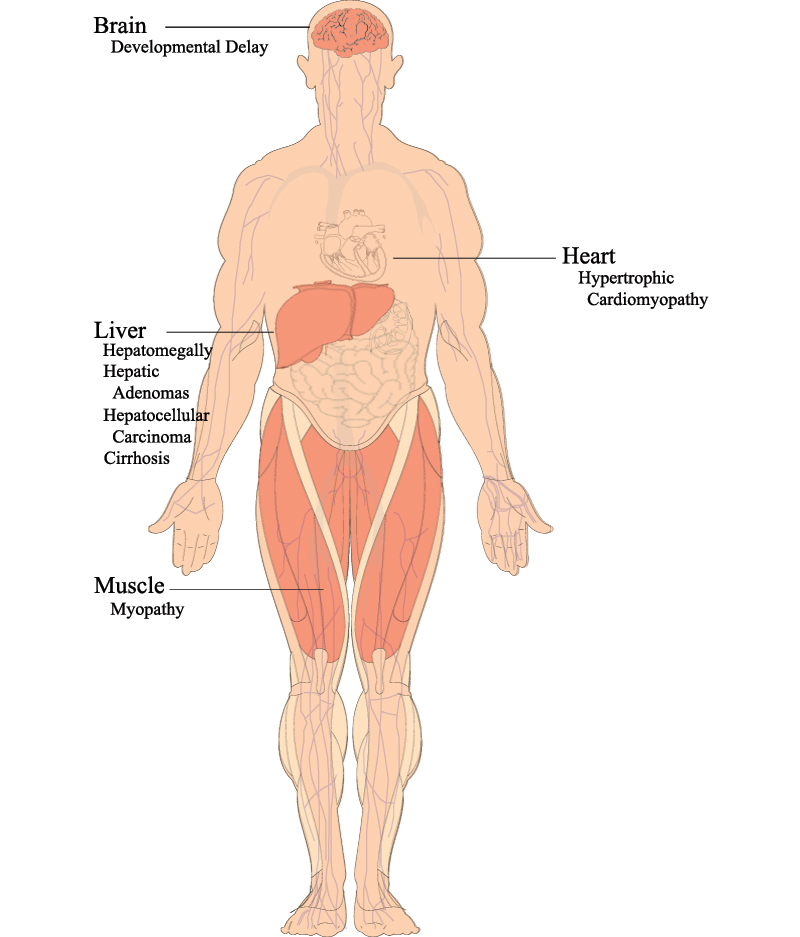 Brain
Developmental Delay
Heart
Hypertrophic
Cardiomyopathy
Liver
Hepatomegally
Hepatic
Adenomas
Hepatocellular
Carcinoma
Cirrhosis
Muscle
Myopathy